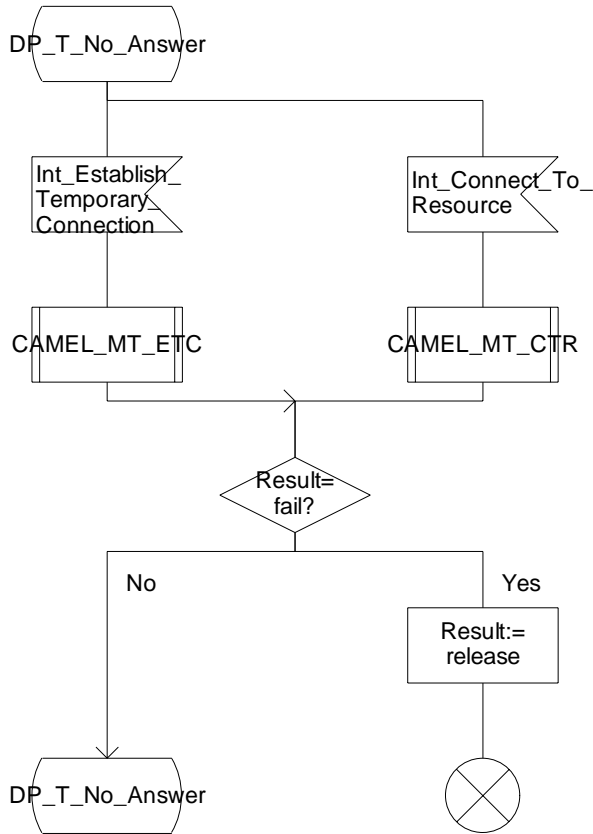 DP_T_No_Answer
Int_Establish_
Temporary_
Connection
Int_Connect_To_
Resource
CAMEL_MT_ETC
CAMEL_MT_CTR
Result=
fail?
No
Yes
Result:=
release
DP_T_No_Answer